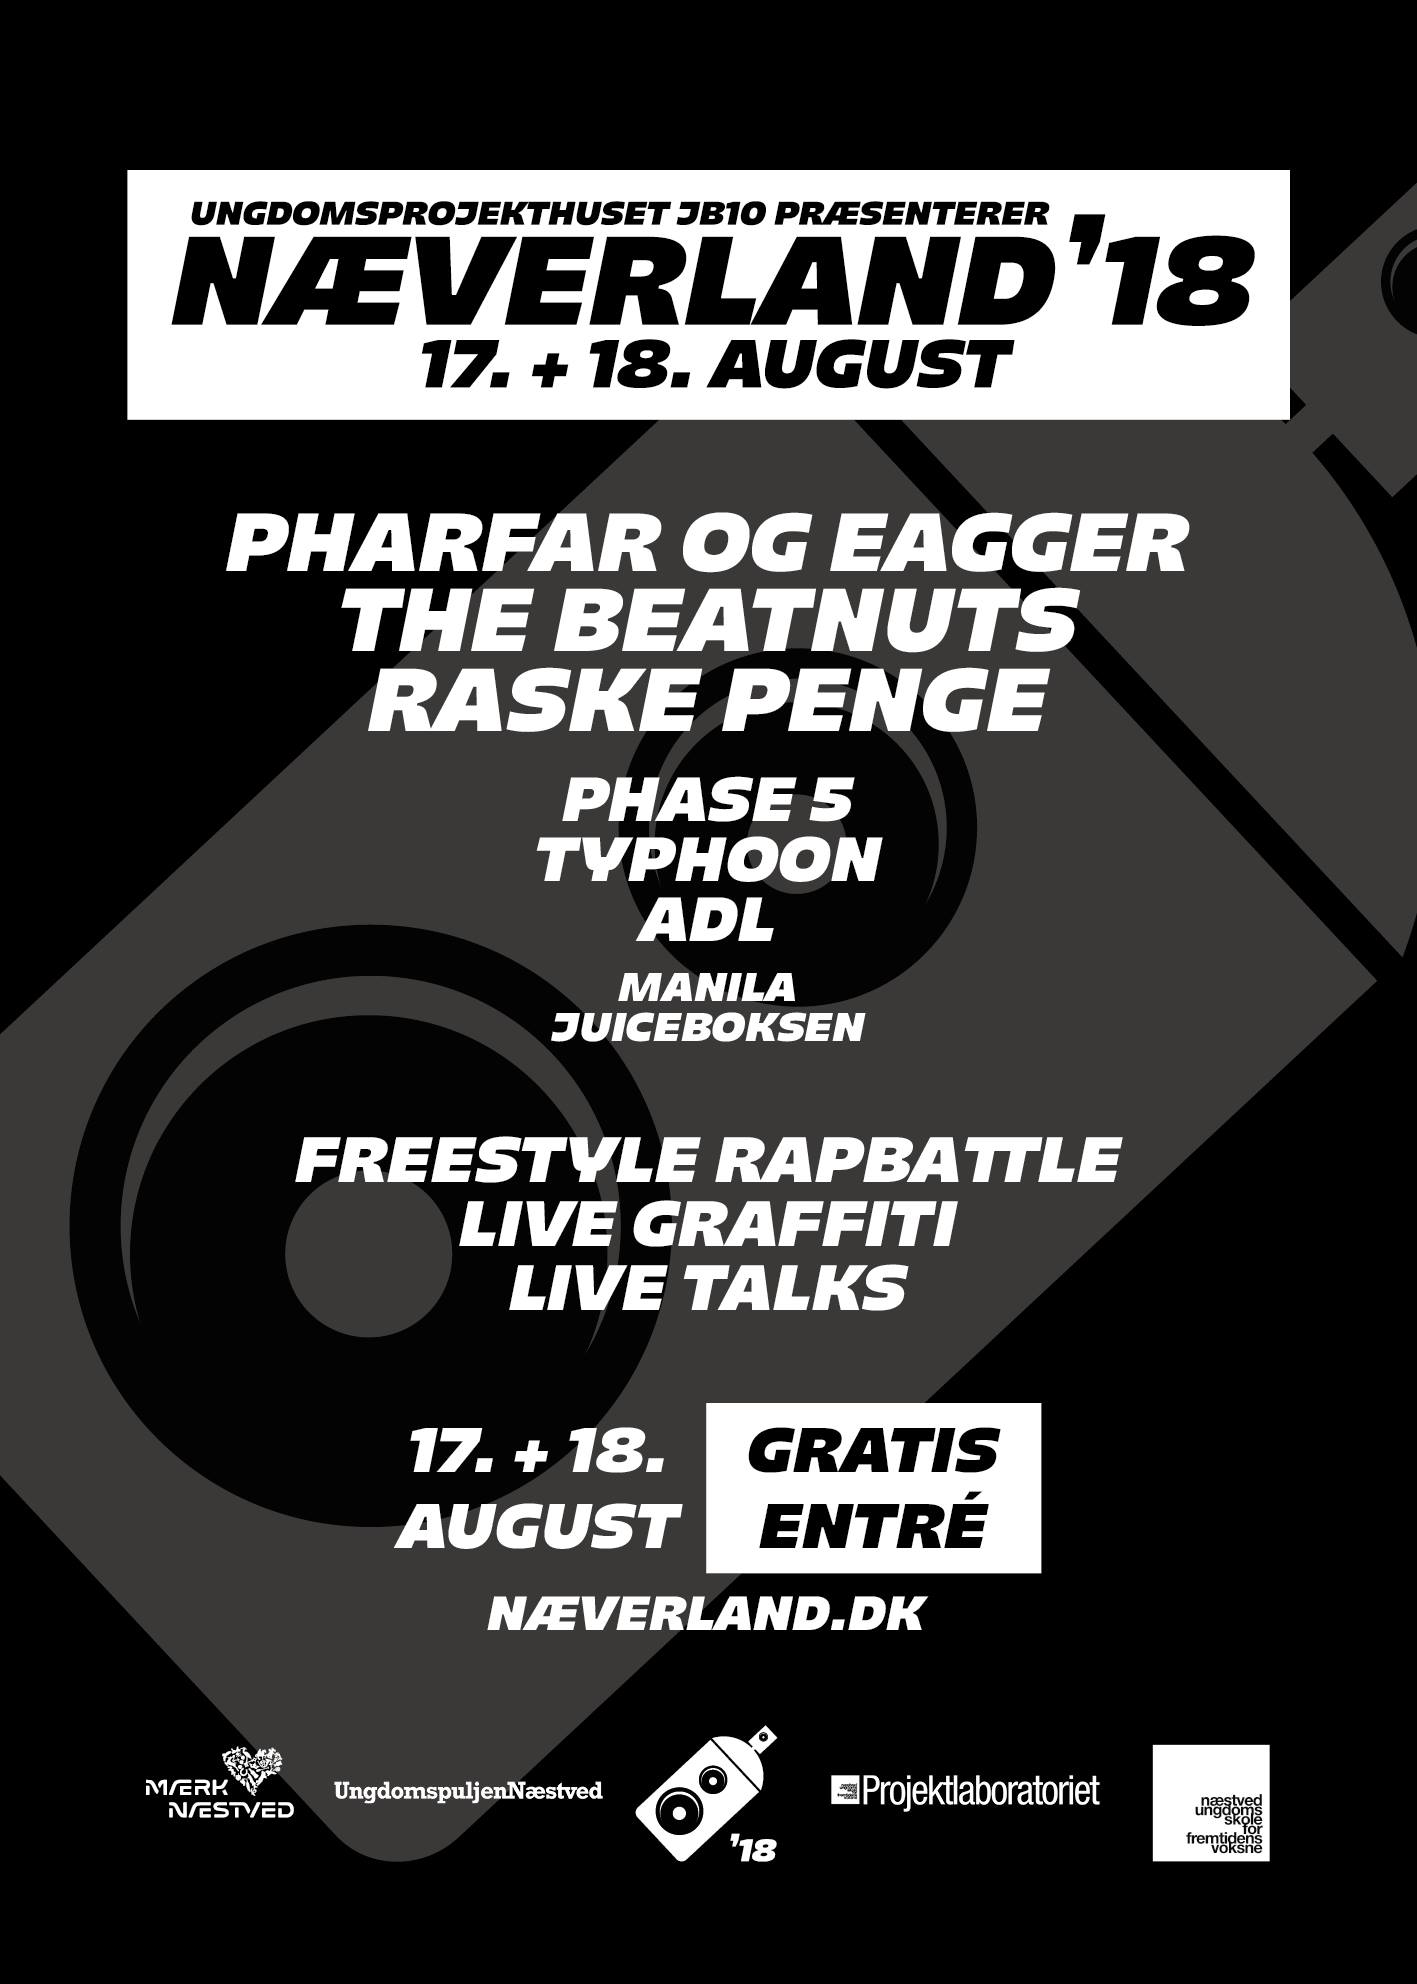 UNGDOMSPROJEKTHUSET JB10 PRÆSENTERER
NÆVERLAND'18
17. + 18. AUGUST
PHARFAR OG EAGGER
THE BEATNUTS
RASKE PENGE
PHASE 5
TYPHOON
ADL
MANILA
JUICEBOKSEN
FREESTYLE RAPBATTLE
LIVE GRAFFITI
LIVE TALKS
17. + 18.
AUGUST
GRATIS
ENTRÉ
NÆVERLAND.DK
MÆRK
NÆSTVED
UngdomspuljenNæstved
'18
Projektlaboratoriet
næstved
ungdoms
skole
for
fremtidens
voksne